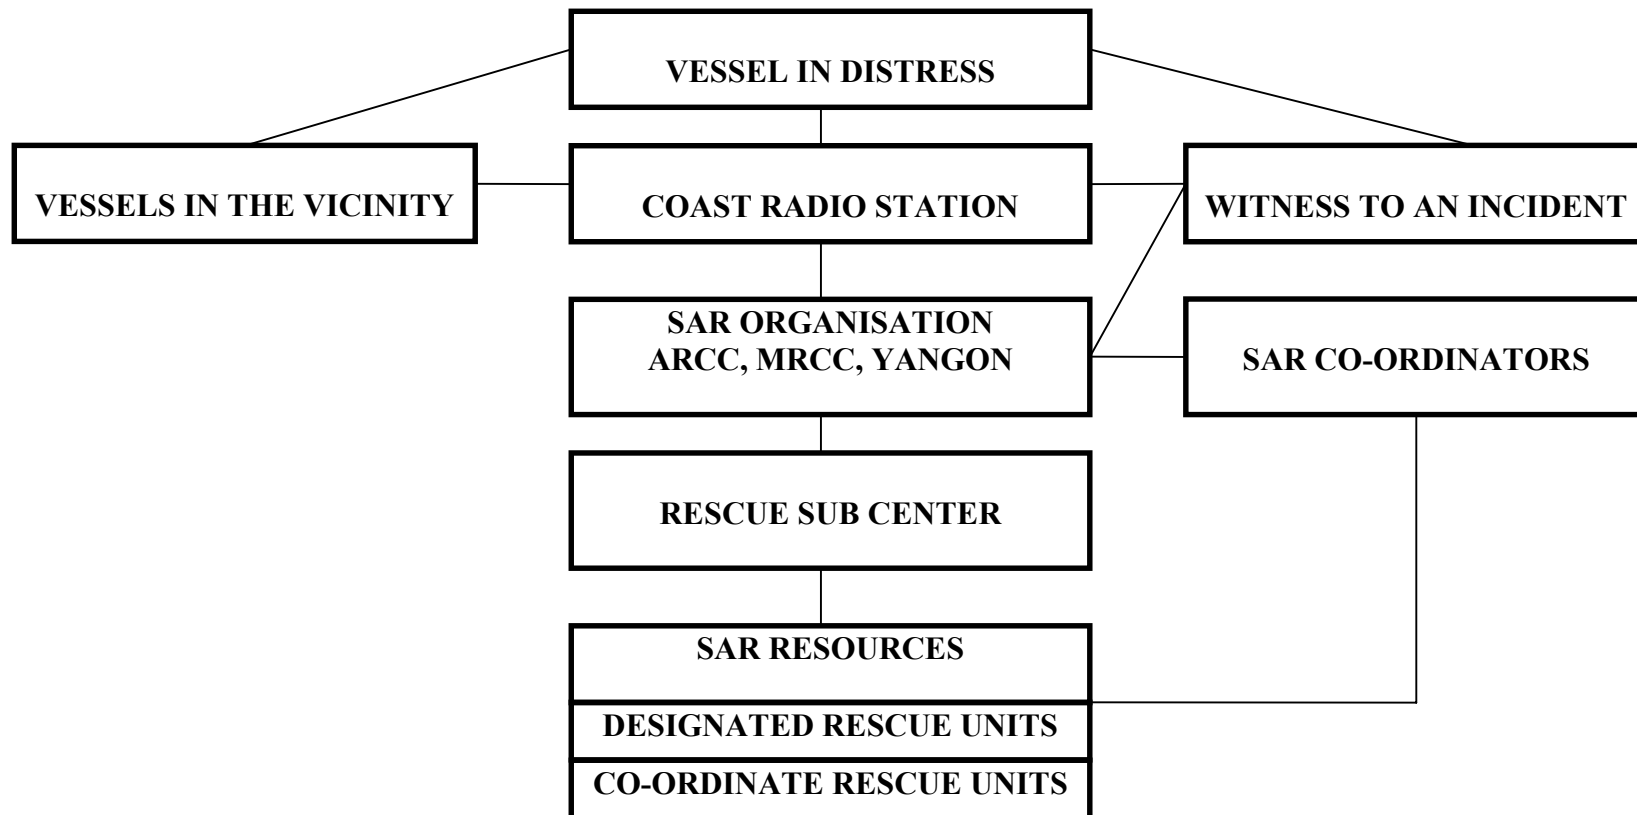 VESSEL IN DISTRESS
VESSELS IN THE VICINITY
COAST RADIO STATION
WITNESS TO AN INCIDENT
SAR ORGANISATION
ARCC, MRCC, YANGON
SAR CO-ORDINATORS
RESCUE SUB CENTER
SAR RESOURCES
DESIGNATED RESCUE UNITS
CO-ORDINATE RESCUE UNITS